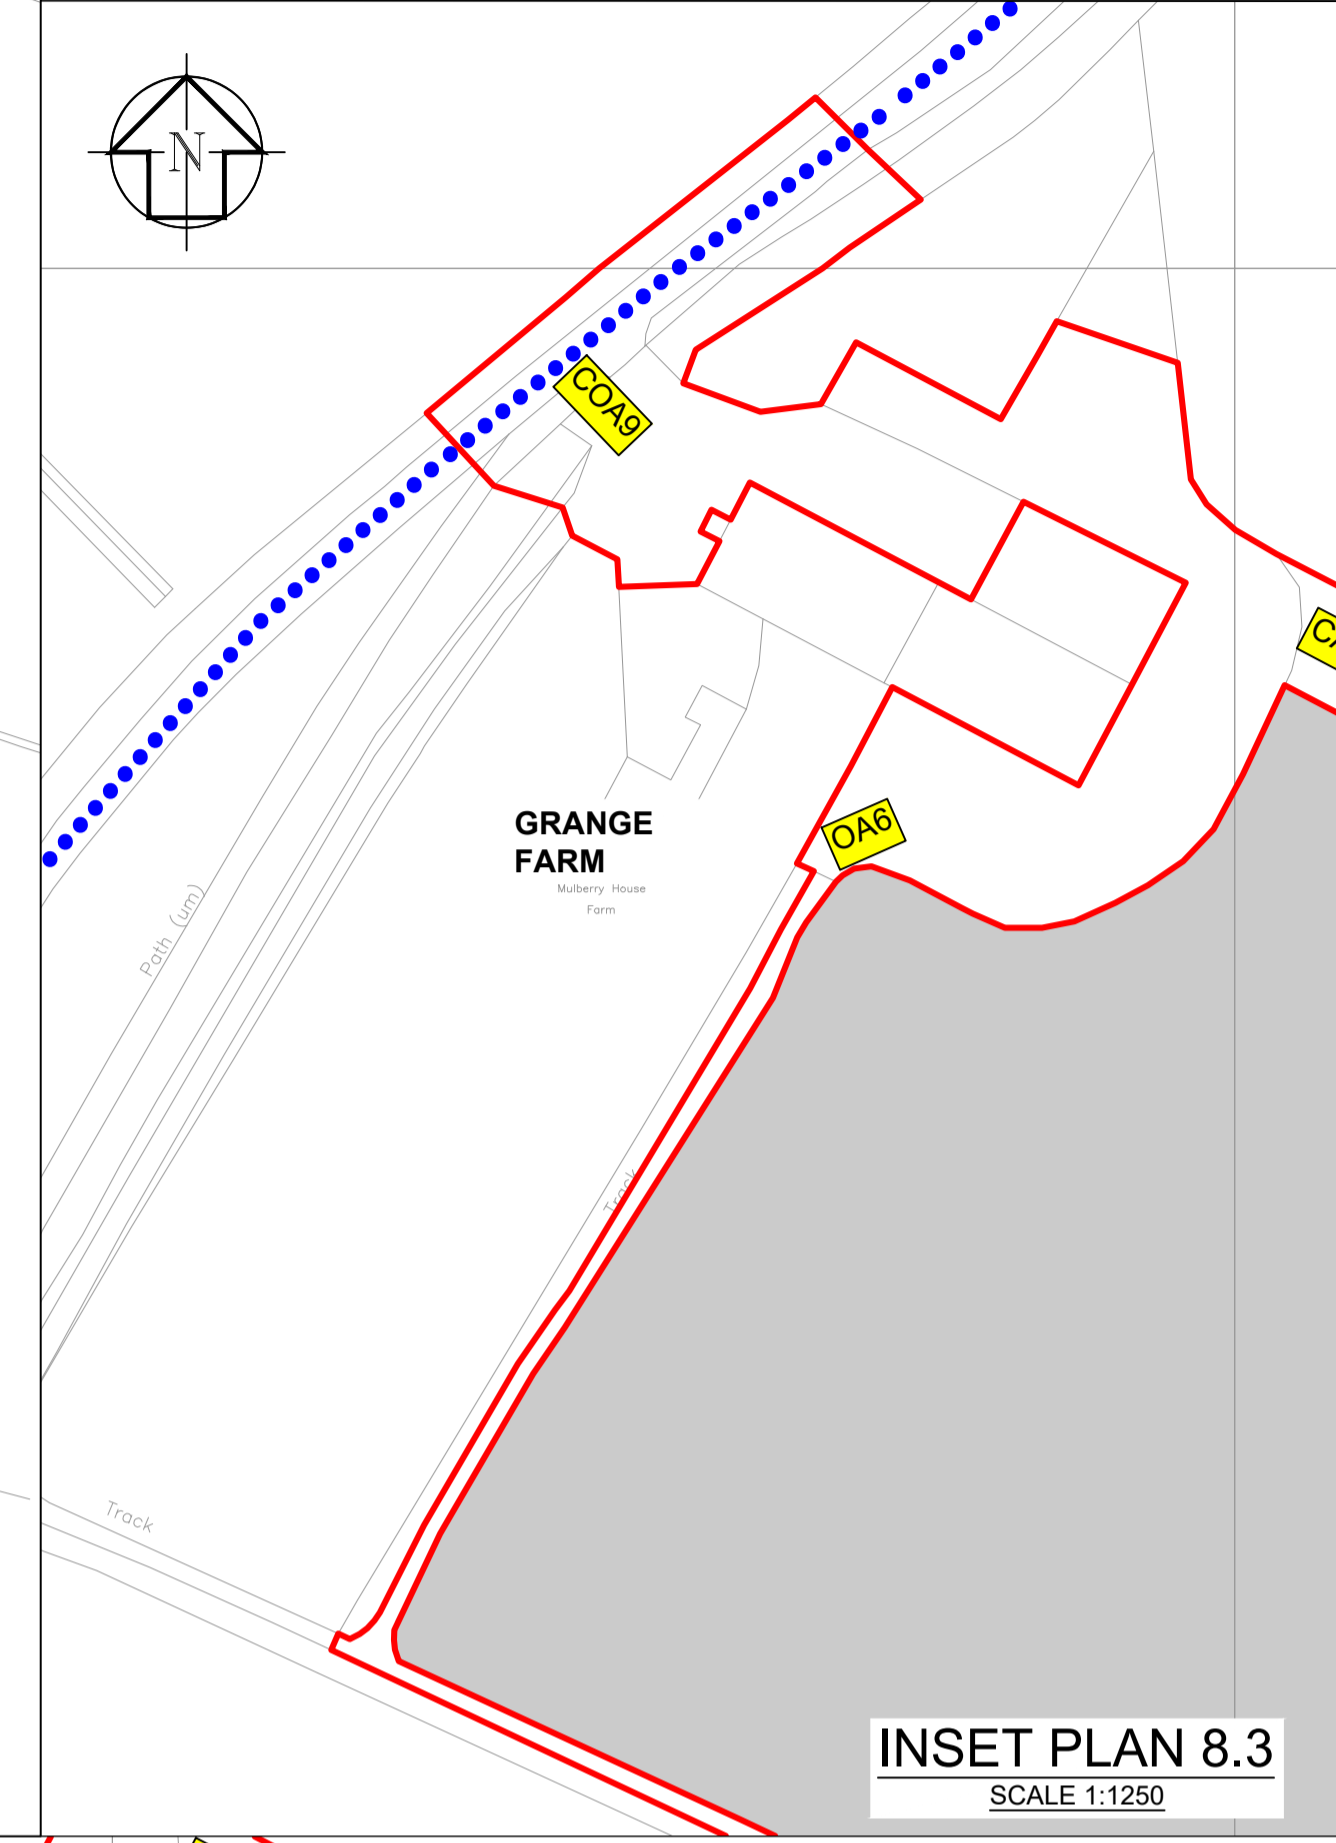 N
COA9
OA6
GRANGE
FARM
Mulberry House
Farm
Path (um)
Track
Track
INSET PLAN 8.3
SCALE 1:1250